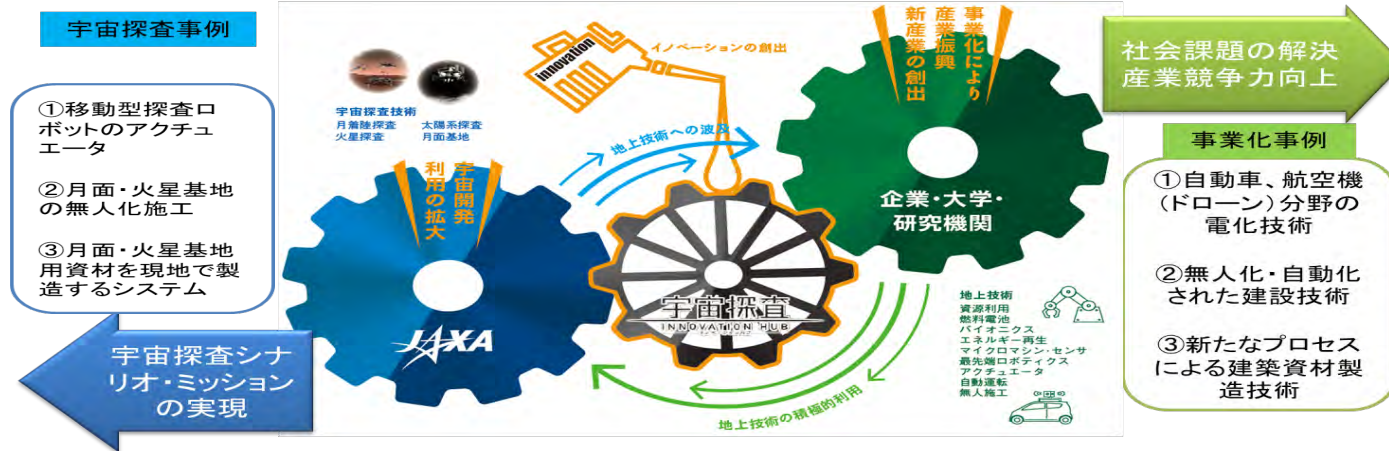 宇宙探査事例
①移動型探査ロ
ボットのアクチュ
エータ
②月面・火星基地
の無人化施工
③月面・火星基地
用資材を現地で製
造するシステム
宇宙探査シナ
リオ・ミッション
の実現
宇宙探査技術
月着陸探査 太陽系探査
火星探査 月面基地
innovation
イノベーションの創出
宇宙開発
利用の拡大
JAXA
地上技術への波及
宇宙探査
INNOVATION HUB
地上技術の積極的利用
事業化により
産業振興
新産業の創出
企業・大学・
研究機関
地上技術
資源利用
燃料電池
バイオニクス
エネルギー再生
マイクロマシン・センサ
最先端ロボティクス
アクチュエータ
自動運転
無人施工
社会課題の解決
産業競争力向上
事業化事例
①自動車、航空機
(ドローン)分野の
電化技術
②無人化・自動化
された建設技術
③新たなプロセス
による建築資材製
造技術